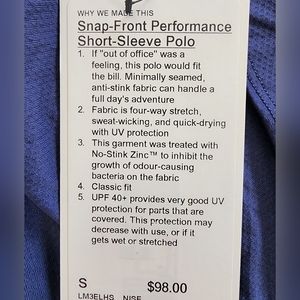 WHY WE MADE THIS
Snap-Front Performance
Short-Sleeve Polo
1. If "out of office" was a
feeling, this polo would fit
the bill. Minimally seamed,
anti-stink fabric can handle a
full day's adventure
2. Fabric is four-way stretch,
sweat-wicking, and quick-drying
with UV protection
3. This garment was treated with
No-Stink Zinc™ to inhibit the
growth of odour-causing
bacteria on the fabric
4. Classic fit
5. UPF 40+ provides very good UV
protection for parts that are
covered. This protection may
decrease with use, or if it
gets wet or stretched
S $98.00
LM3ELHS NISE